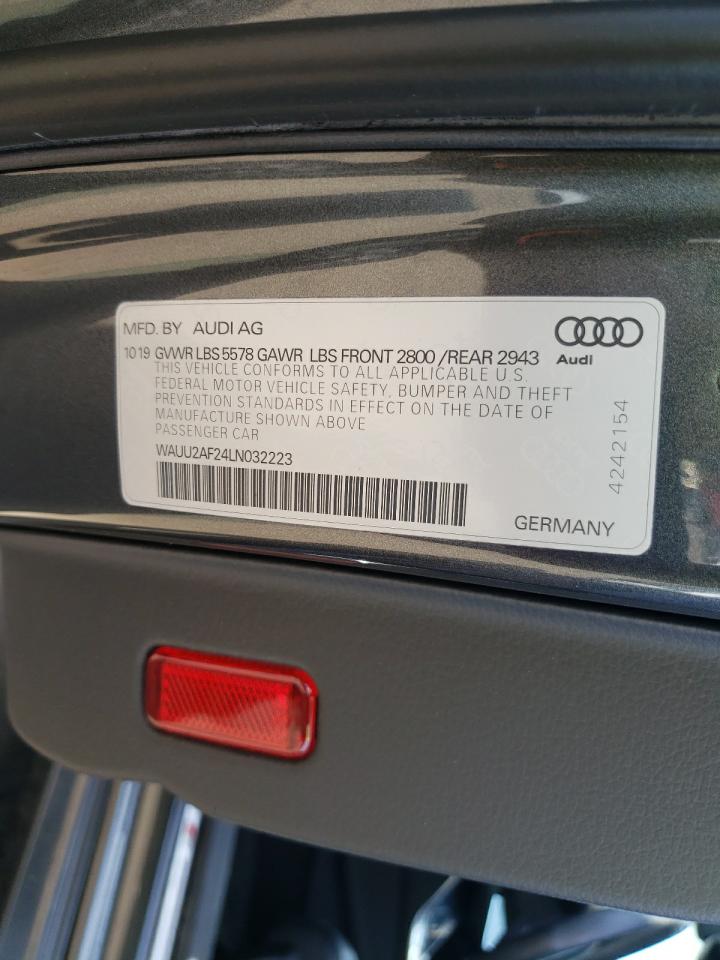 MFD. BY AUDI AG
10 19 GVWR LBS 5578 GAWR LBS FRONT 2800 /REAR 2943
Audi
THIS VEHICLE CONFORMS TO ALL APPLICABLE U.S.
FEDERAL MOTOR VEHICLE SAFETY, BUMPER AND THEFT
PREVENTION STANDARDS IN EFFECT ON THE DATE OF
MANUFACTURE SHOWN ABOVE
PASSENGER CAR
WAUU2AF24LN032223
4242154
GERMANY